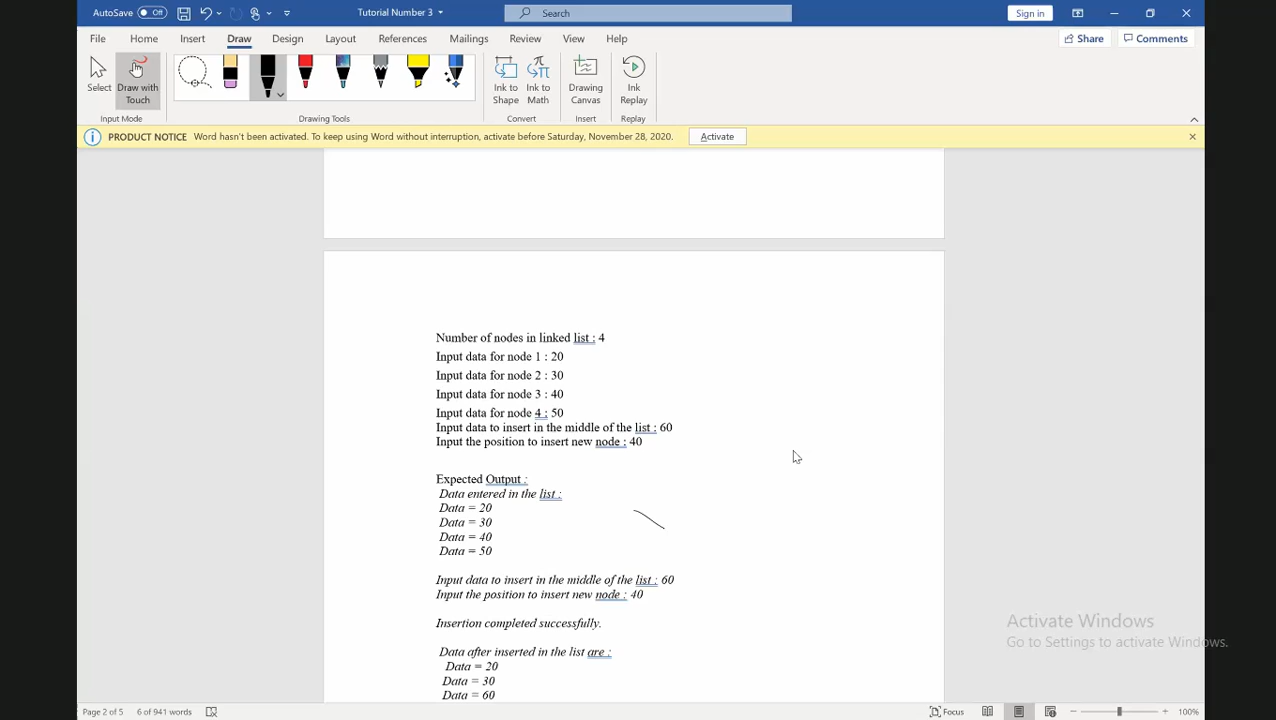 AutoSave Off Tutorial Number 3 Search Sign in
File Home Insert Draw Design Layout References Mailings Review View Help Share Comments
Select Draw with Touch Ink to Shape Ink to Math Drawing Canvas Ink Replay
Input Mode Drawing Tools Convert Insert Replay
PRODUCT NOTICE Word hasn't been activated. To keep using Word without interruption, activate before Saturday, November 28, 2020. Activate
Number of nodes in linked list : 4
Input data for node 1 : 20
Input data for node 2 : 30
Input data for node 3 : 40
Input data for node 4 : 50
Input data to insert in the middle of the list : 60
Input the position to insert new node : 40
Expected Output :
Data entered in the list :
Data = 20
Data = 30
Data = 40
Data = 50
Input data to insert in the middle of the list : 60
Input the position to insert new node : 40
Insertion completed successfully.
Data after inserted in the list are :
Data = 20
Data = 30
Data = 60
Activate Windows
Go to Settings to activate Windows.
Page 2 of 5 6 of 941 words Focus 100%